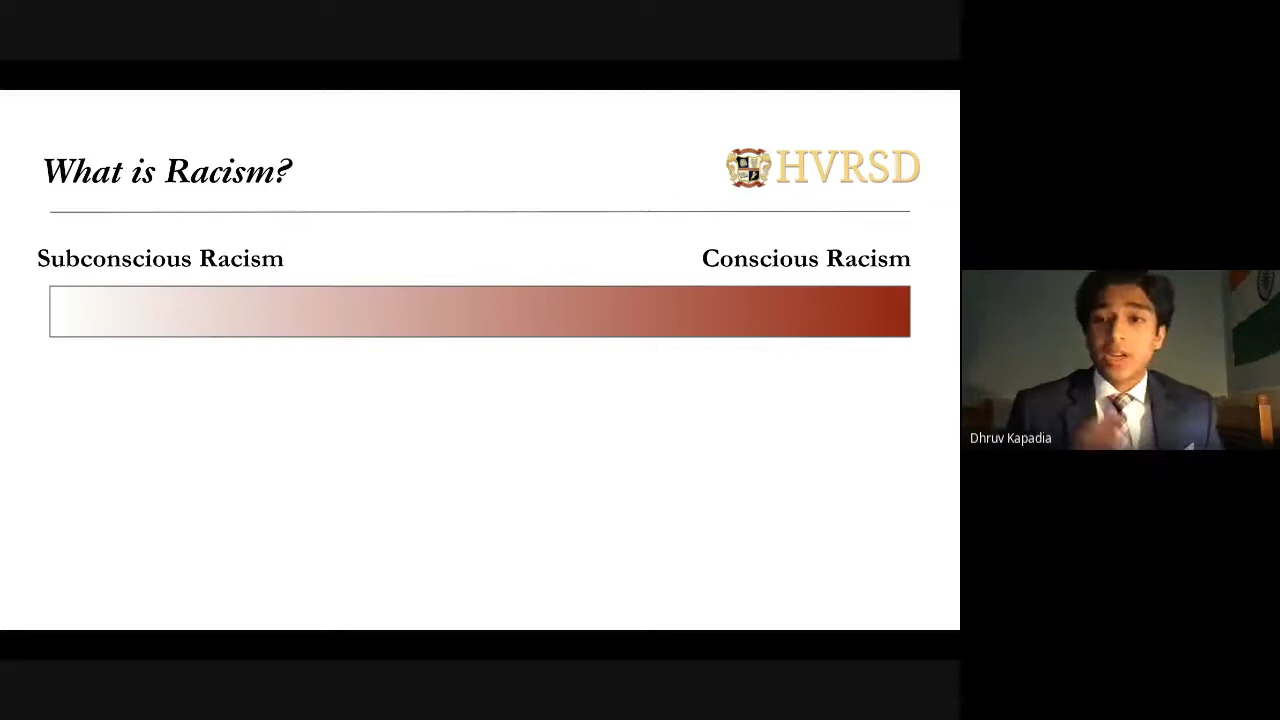 What is Racism?
HVRSD
Subconscious Racism
Conscious Racism
Dhruv Kapadia